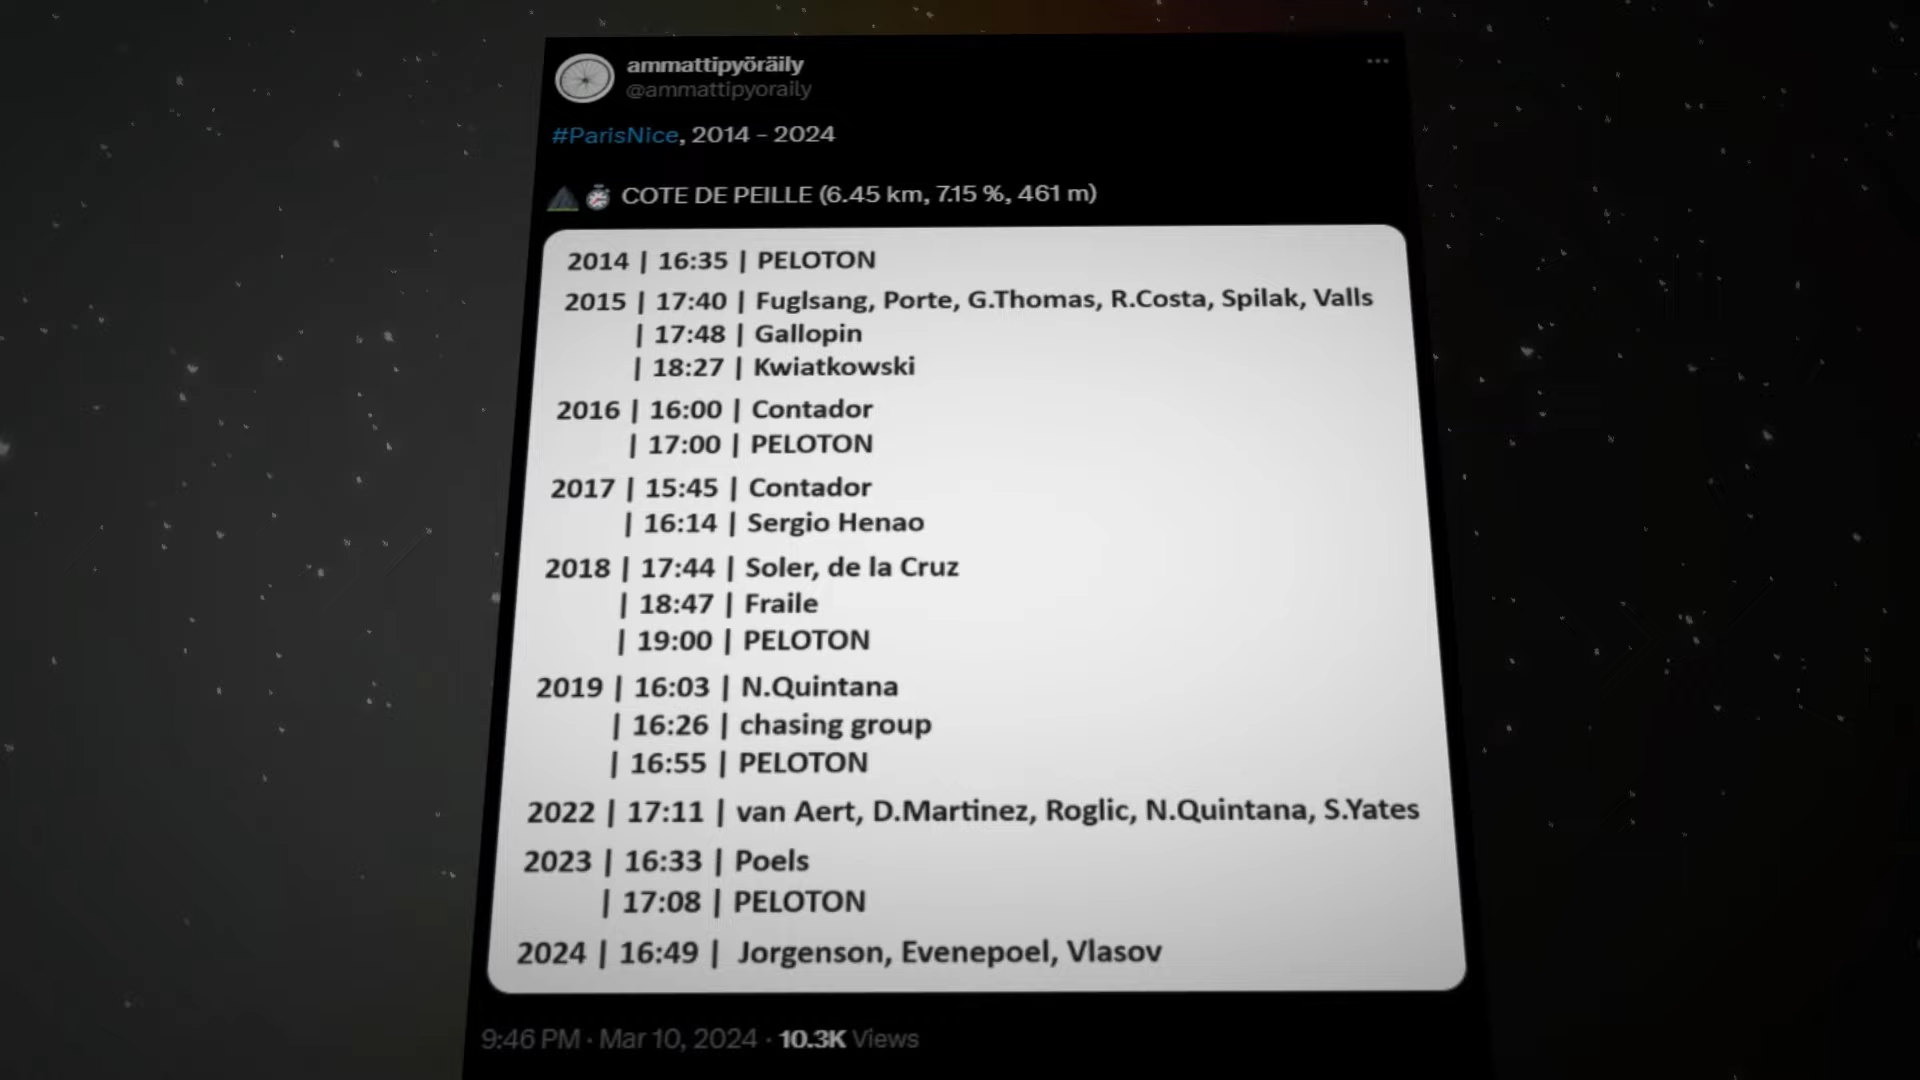 ammattipyöräily
@ammattipyoraily
#ParisNice, 2014 - 2024
COTE DE PEILLE (6.45 km, 7.15 %, 461 m)
2014 | 16:35 | PELOTON
2015 | 17:40 | Fuglsang, Porte, G.Thomas, R.Costa, Spilak, Valls
| 17:48 | Gallopin
| 18:27 | Kwiatkowski
2016 | 16:00 | Contador
| 17:00 | PELOTON
2017 | 15:45 | Contador
| 16:14 | Sergio Henao
2018 | 17:44 | Soler, de la Cruz
| 18:47 | Fraile
| 19:00 | PELOTON
2019 | 16:03 | N.Quintana
| 16:26 | chasing group
| 16:55 | PELOTON
2022 | 17:11 | van Aert, D.Martinez, Roglic, N.Quintana, S.Yates
2023 | 16:33 | Poels
| 17:08 | PELOTON
2024 | 16:49 | Jorgenson, Evenepoel, Vlasov
9:46 PM · Mar 10, 2024 · 10.3K Views